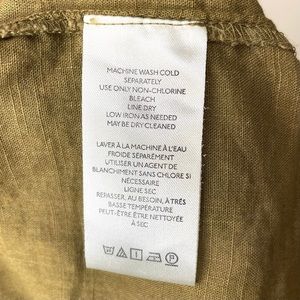 MACHINE WASH COLD
SEPARATELY
USE ONLY NON-CHLORINE
BLEACH
LINE DRY
LOW IRON AS NEEDED
MAY BE DRY CLEANED
LAVER À LA MACHINE À L'EAU
FROIDE SEPARÉMENT
UTILISER UN AGENT DE
BLANCHIMENT SANS CHLORE SI
NÉCESSAIRE
LIGNE SEC
REPASSER, AU BESOIN, À TRÈS
BASSE TEMPÉRATURE
PEUT-ÊTRE ÊTRE NETTOYÉE
À SEC